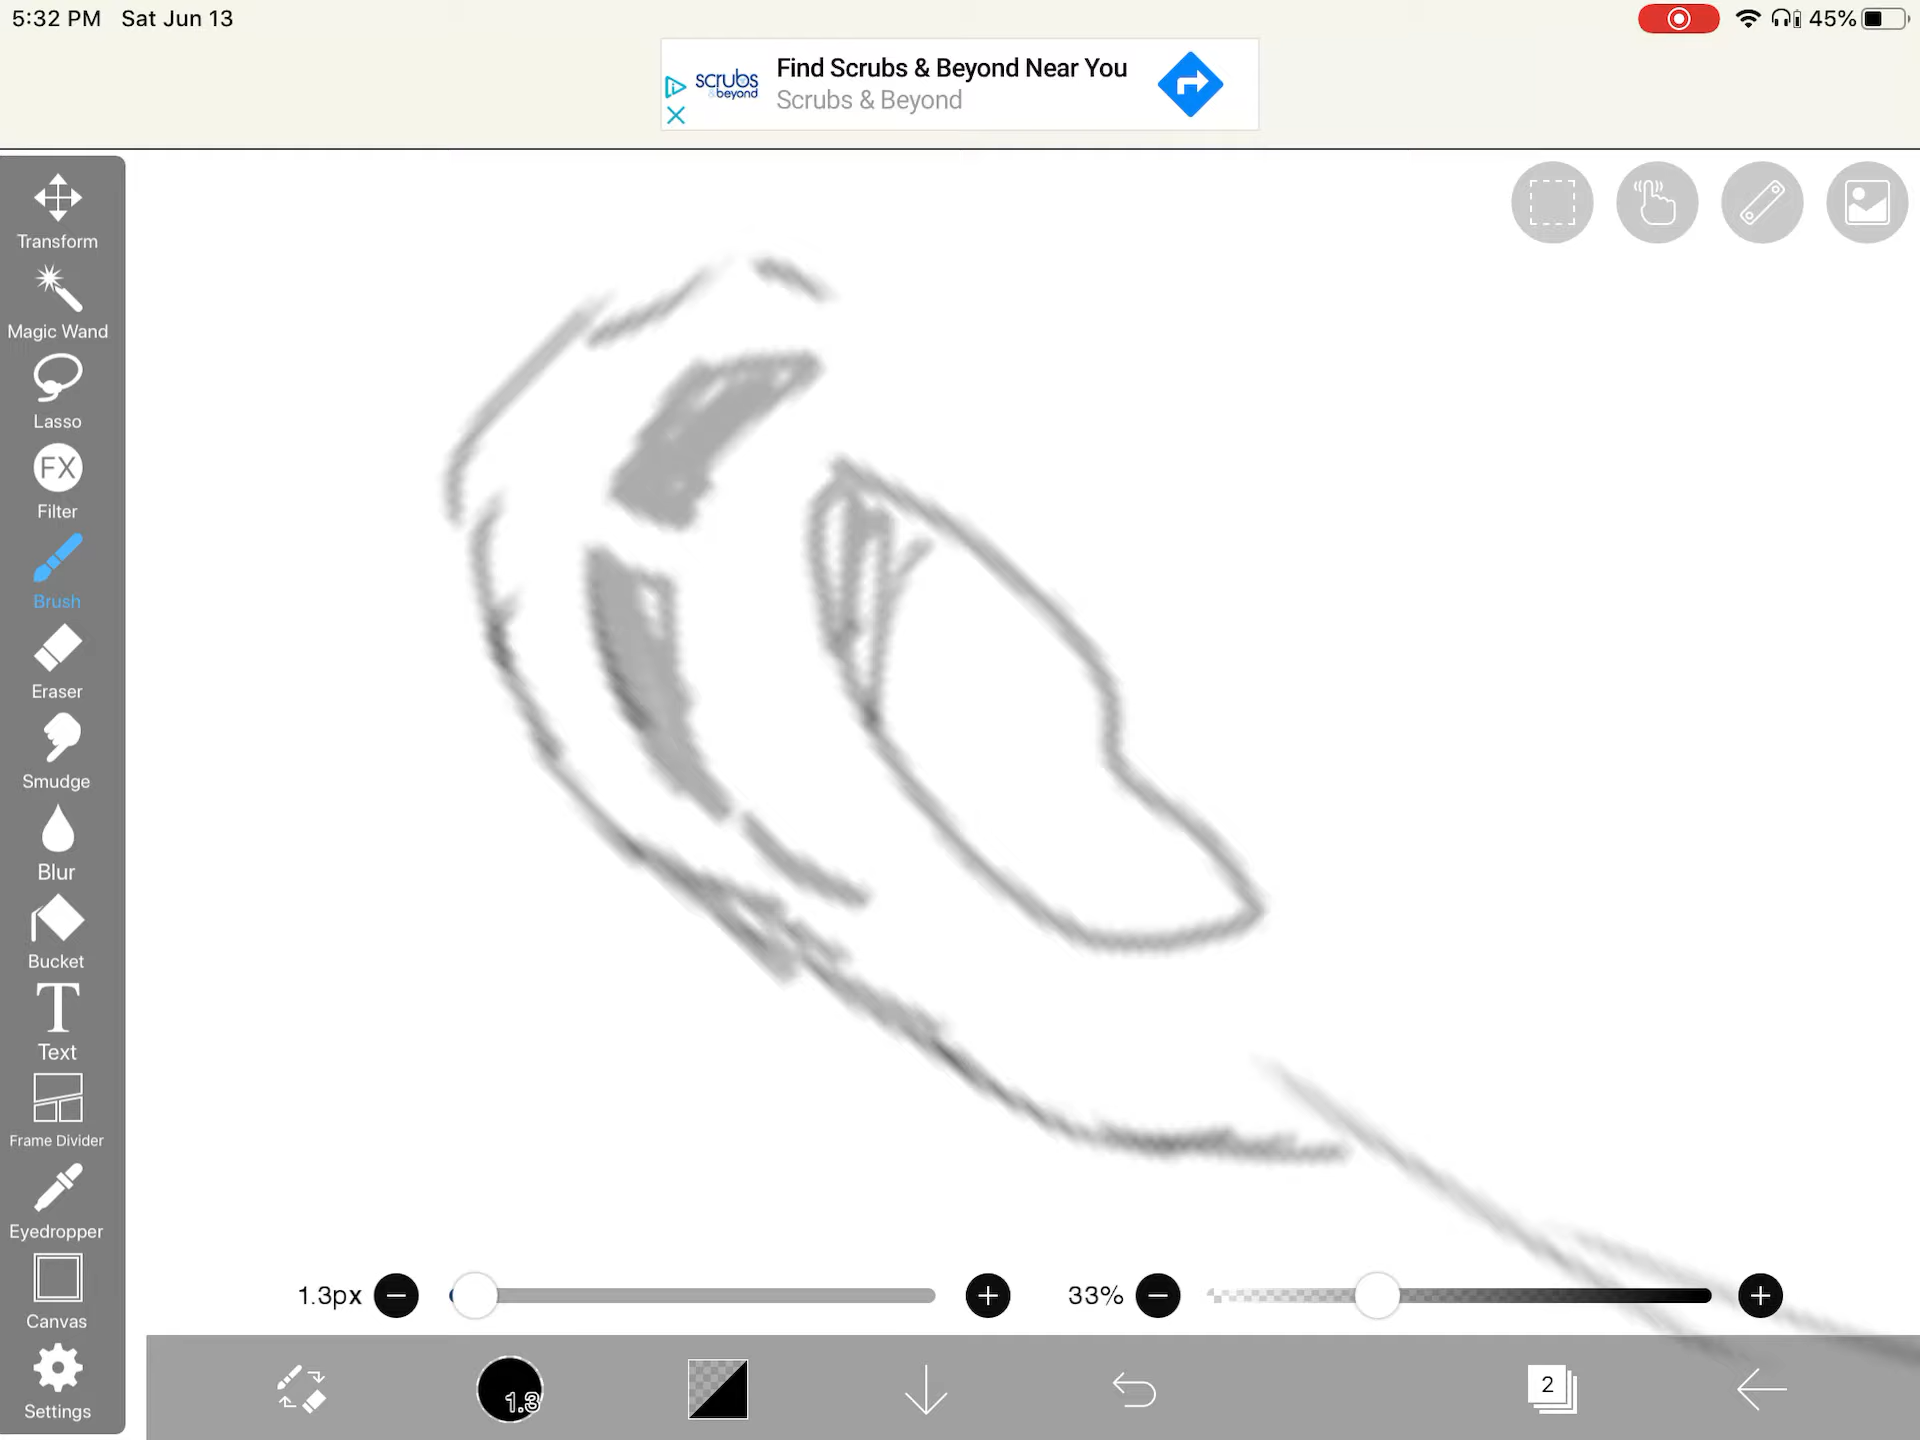 5:32 PM Sat Jun 13
45%
scrubs
&beyond
Find Scrubs & Beyond Near You
Scrubs & Beyond
Transform
Magic Wand
Lasso
FX
Filter
Brush
Eraser
Smudge
Blur
Bucket
T
Text
Frame Divider
Eyedropper
Canvas
Settings
1.3px
33%
1.3
2